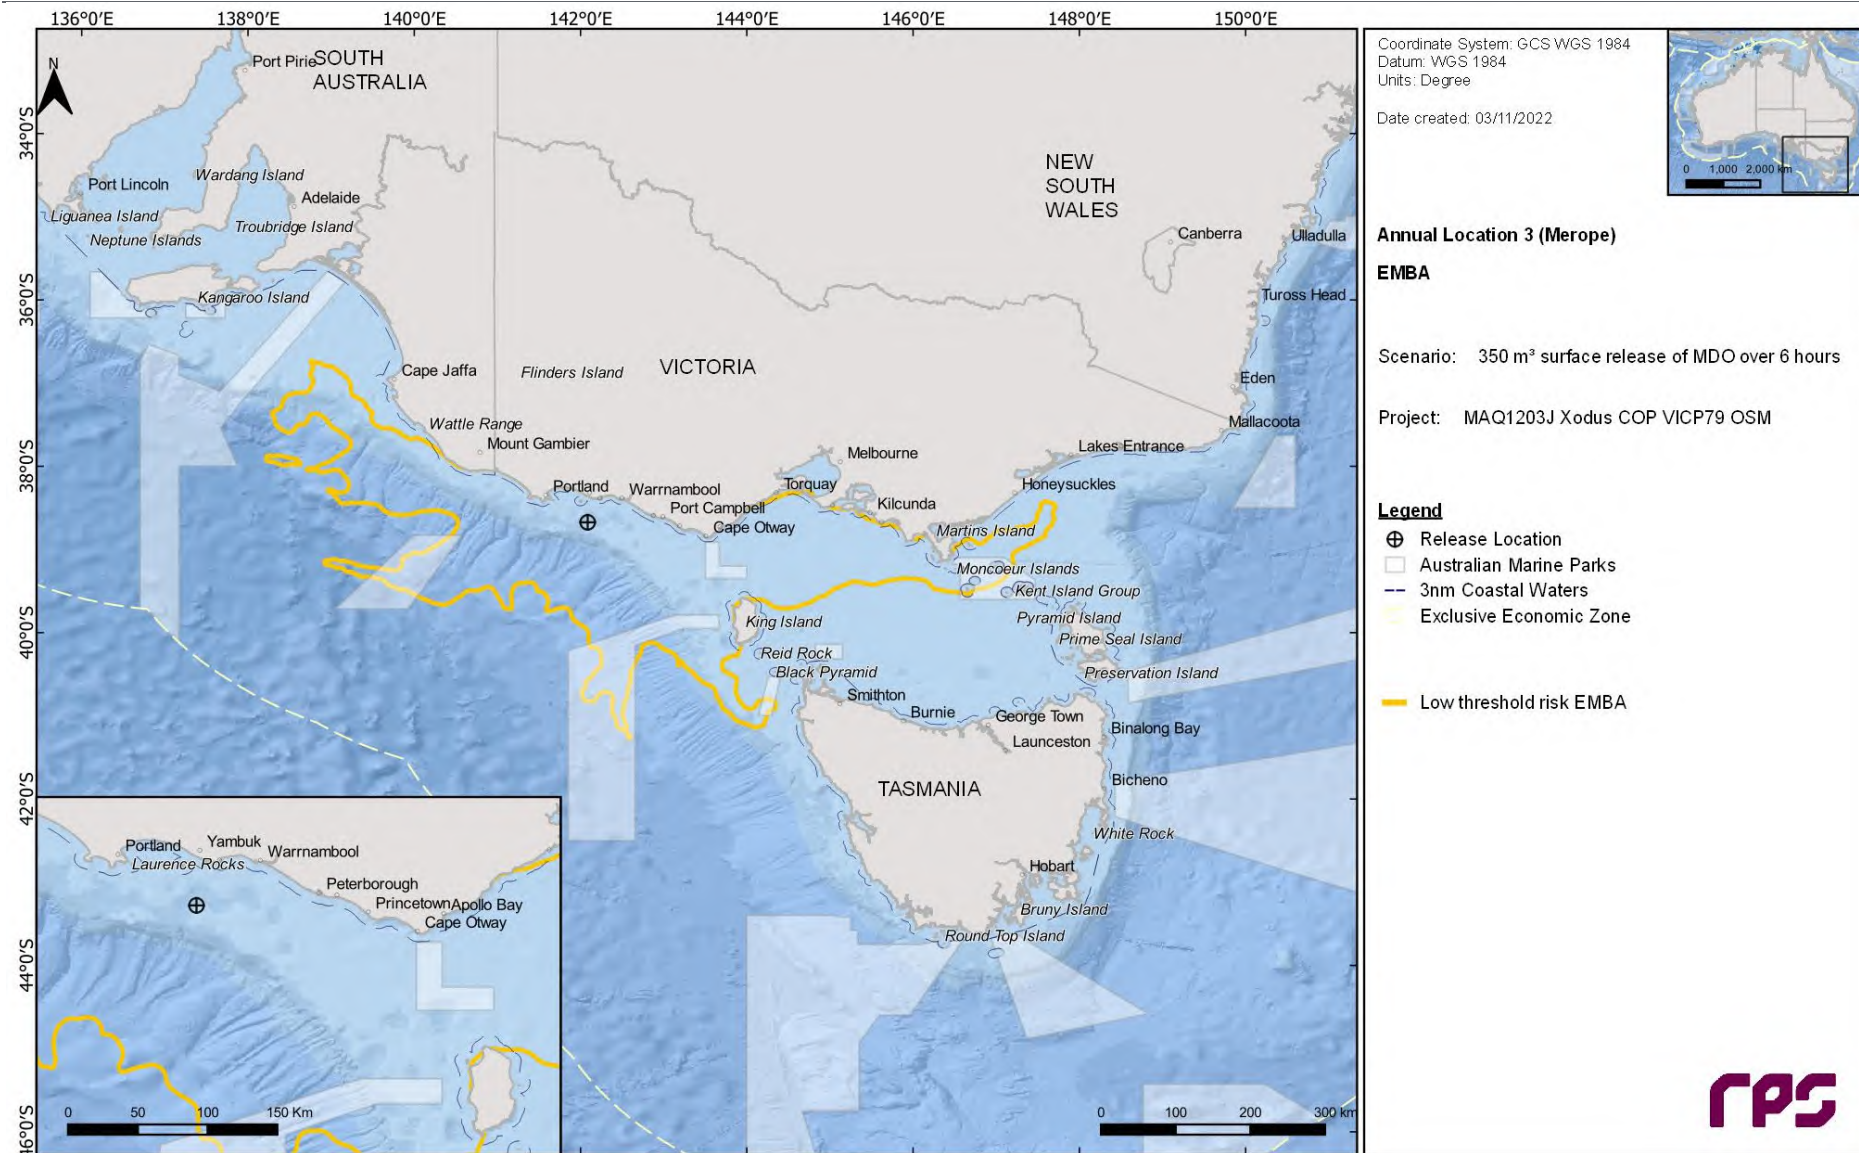 136°0'E 138°0'E 140°0'E 142°0'E 144°0'E 146°0'E 148°0'E 150°0'E
34°0'S
36°0'S
38°0'S
40°0'S
42°0'S
44°0'S
46°0'S
N
Port Pirie
SOUTH
AUSTRALIA
Port Lincoln
Wardang Island
Adelaide
Liguanea Island
Troubridge Island
Neptune Islands
Kangaroo Island
NEW
SOUTH
WALES
Canberra
Ulladulla
Tuross Head
Cape Jaffa
Flinders Island
VICTORIA
Eden
Wattle Range
Mallacoota
Mount Gambier
Melbourne
Lakes Entrance
Portland
Warrnambool
Torquay
Honeysuckles
Port Campbell
Kilcunda
Cape Otway
Martins Island
Moncoeur Islands
Kent Island Group
King Island
Pyramid Island
Prime Seal Island
Reid Rock
Black Pyramid
Preservation Island
Smithton
Burnie
George Town
Binalong Bay
Launceston
TASMANIA
Bicheno
White Rock
Hobart
Bruny Island
Round Top Island
0 100 200 300 km
Portland
Yambuk
Warrnambool
Laurence Rocks
Peterborough
Princetown
Apollo Bay
Cape Otway
0 50 100 150 Km
Coordinate System: GCS WGS 1984
Datum: WGS 1984
Units: Degree
Date created: 03/11/2022
0 1,000 2,000 km
Annual Location 3 (Merope)
EMBA
Scenario: 350 m³ surface release of MDO over 6 hours
Project: MAQ1203J Xodus COP VICP79 OSM
Legend
Release Location
Australian Marine Parks
3nm Coastal Waters
Exclusive Economic Zone
Low threshold risk EMBA
rps